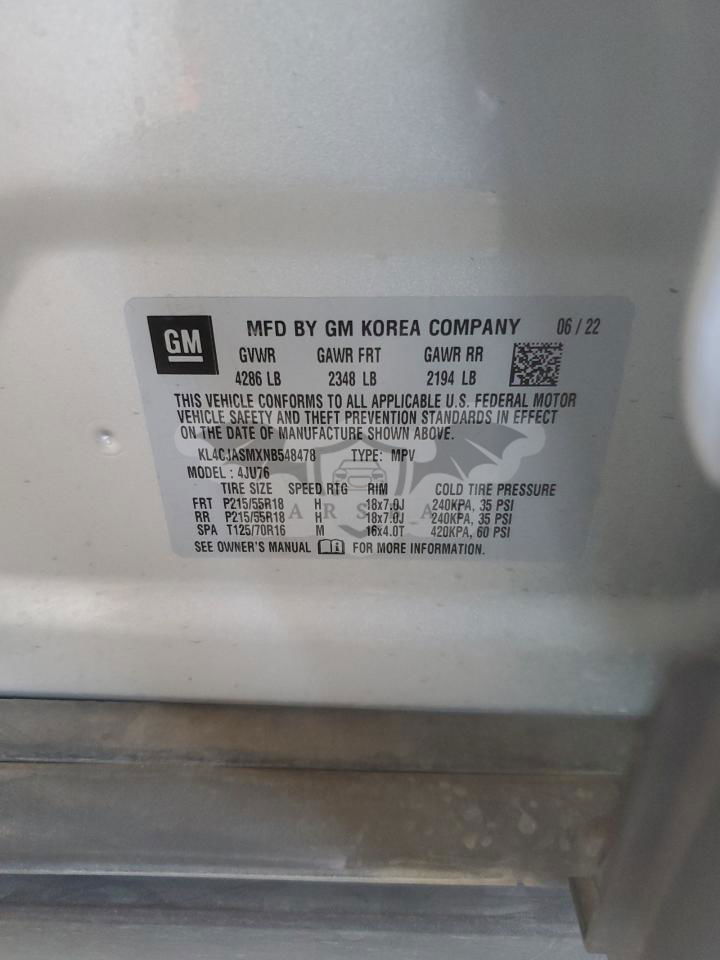 GM MFD BY GM KOREA COMPANY 06 / 22
GVWR GAWR FRT GAWR RR
4286 LB 2348 LB 2194 LB
THIS VEHICLE CONFORMS TO ALL APPLICABLE U.S. FEDERAL MOTOR
VEHICLE SAFETY AND THEFT PREVENTION STANDARDS IN EFFECT
ON THE DATE OF MANUFACTURE SHOWN ABOVE.
KL4CJASMXNB548478 TYPE: MPV
MODEL: 4JU76
TIRE SIZE SPEED RTG RIM COLD TIRE PRESSURE
FRT P215/55R18 H 18x7.0J 240KPA, 35 PSI
RR P215/55R18 H 18x7.0J 240KPA, 35 PSI
SPA T125/70R16 M 16x4.0T 420KPA, 60 PSI
SEE OWNER'S MANUAL FOR MORE INFORMATION.